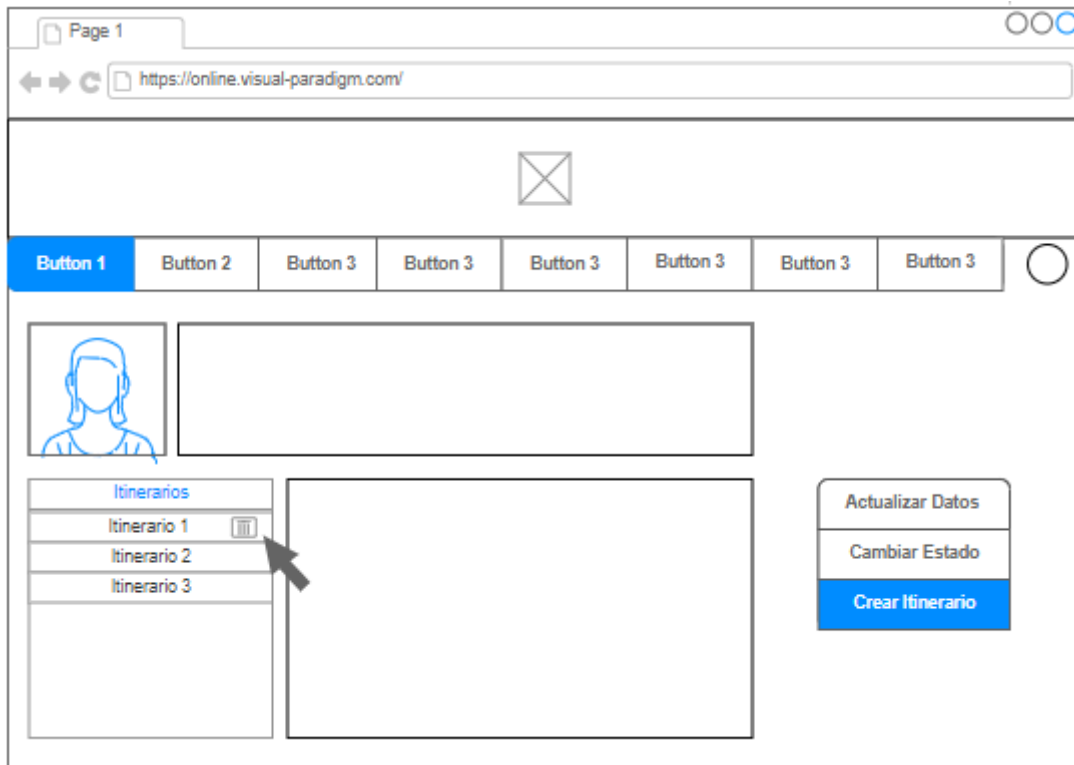 Page 1
https://online.visual-paradigm.com/
Button 1
Button 2
Button 3
Button 3
Button 3
Button 3
Button 3
Button 3
Itinerarios
Itinerario 1
Itinerario 2
Itinerario 3
Actualizar Datos
Cambiar Estado
Crear Itinerario